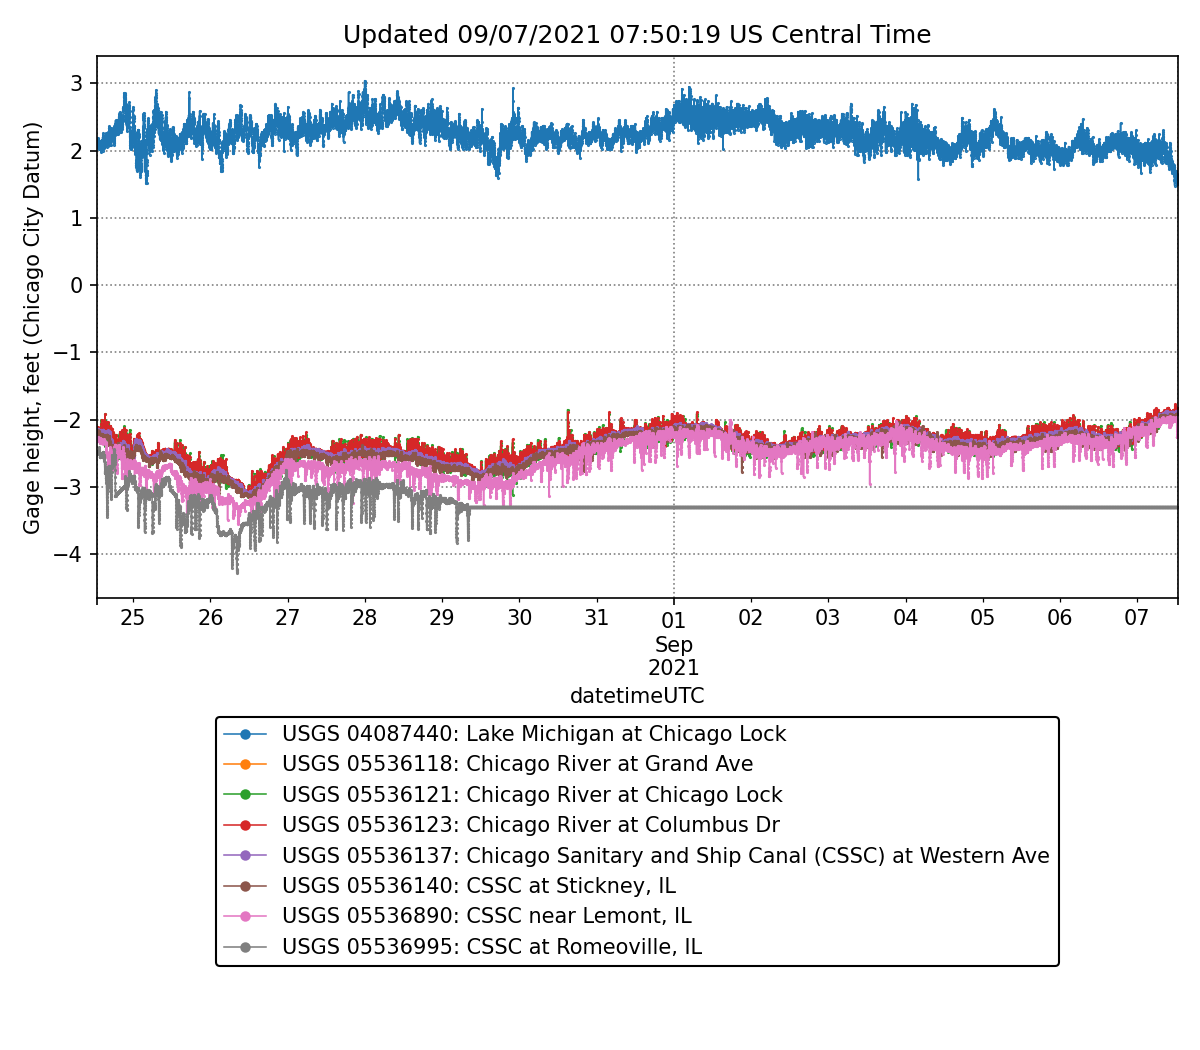 Updated 09/07/2021 07:50:19 US Central Time
Gage height, feet (Chicago City Datum)
3
2
1
0
−1
−2
−3
−4
25 26 27 28 29 30 31 01 02 03 04 05 06 07
Sep
2021
datetimeUTC
USGS 04087440: Lake Michigan at Chicago Lock
USGS 05536118: Chicago River at Grand Ave
USGS 05536121: Chicago River at Chicago Lock
USGS 05536123: Chicago River at Columbus Dr
USGS 05536137: Chicago Sanitary and Ship Canal (CSSC) at Western Ave
USGS 05536140: CSSC at Stickney, IL
USGS 05536890: CSSC near Lemont, IL
USGS 05536995: CSSC at Romeoville, IL